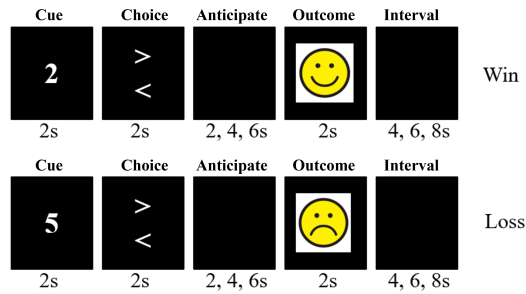 Cue Choice Anticipate Outcome Interval
2 > < Win
2s 2s 2, 4, 6s 2s 4, 6, 8s
Cue Choice Anticipate Outcome Interval
5 > < Loss
2s 2s 2, 4, 6s 2s 4, 6, 8s